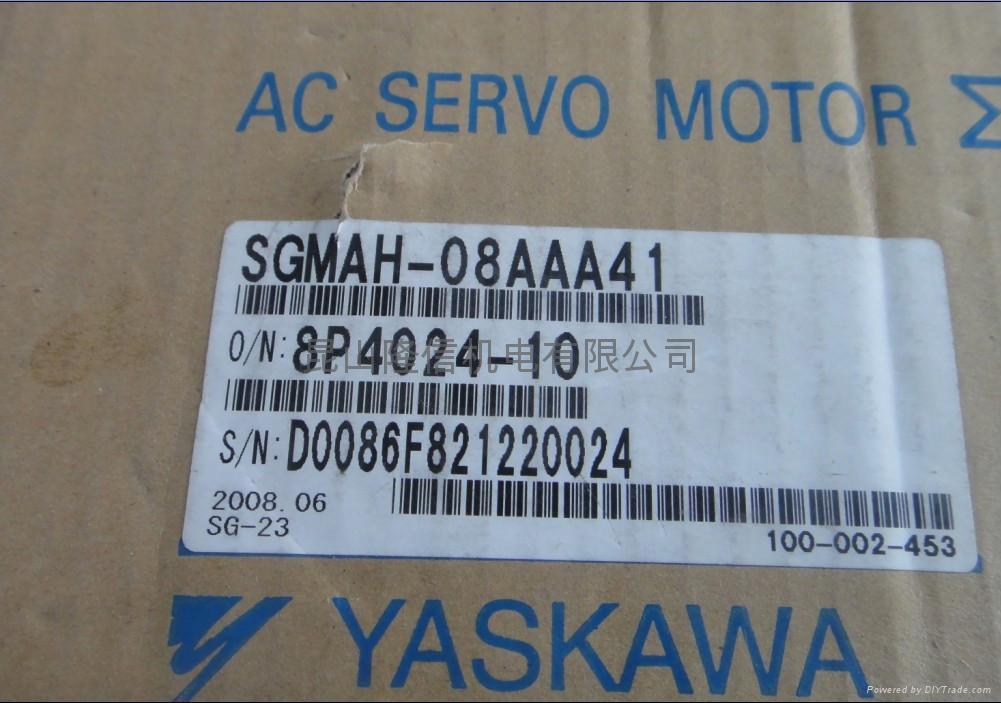 AC SERVO MOTOR Σ
SGMAH-08AAA41
O/N: 8P4024-10
昆山隆信机电有限公司
S/N: D0086F821220024
2008.06
SG-23
100-002-453
YASKAWA
Powered by DIYTrade.com